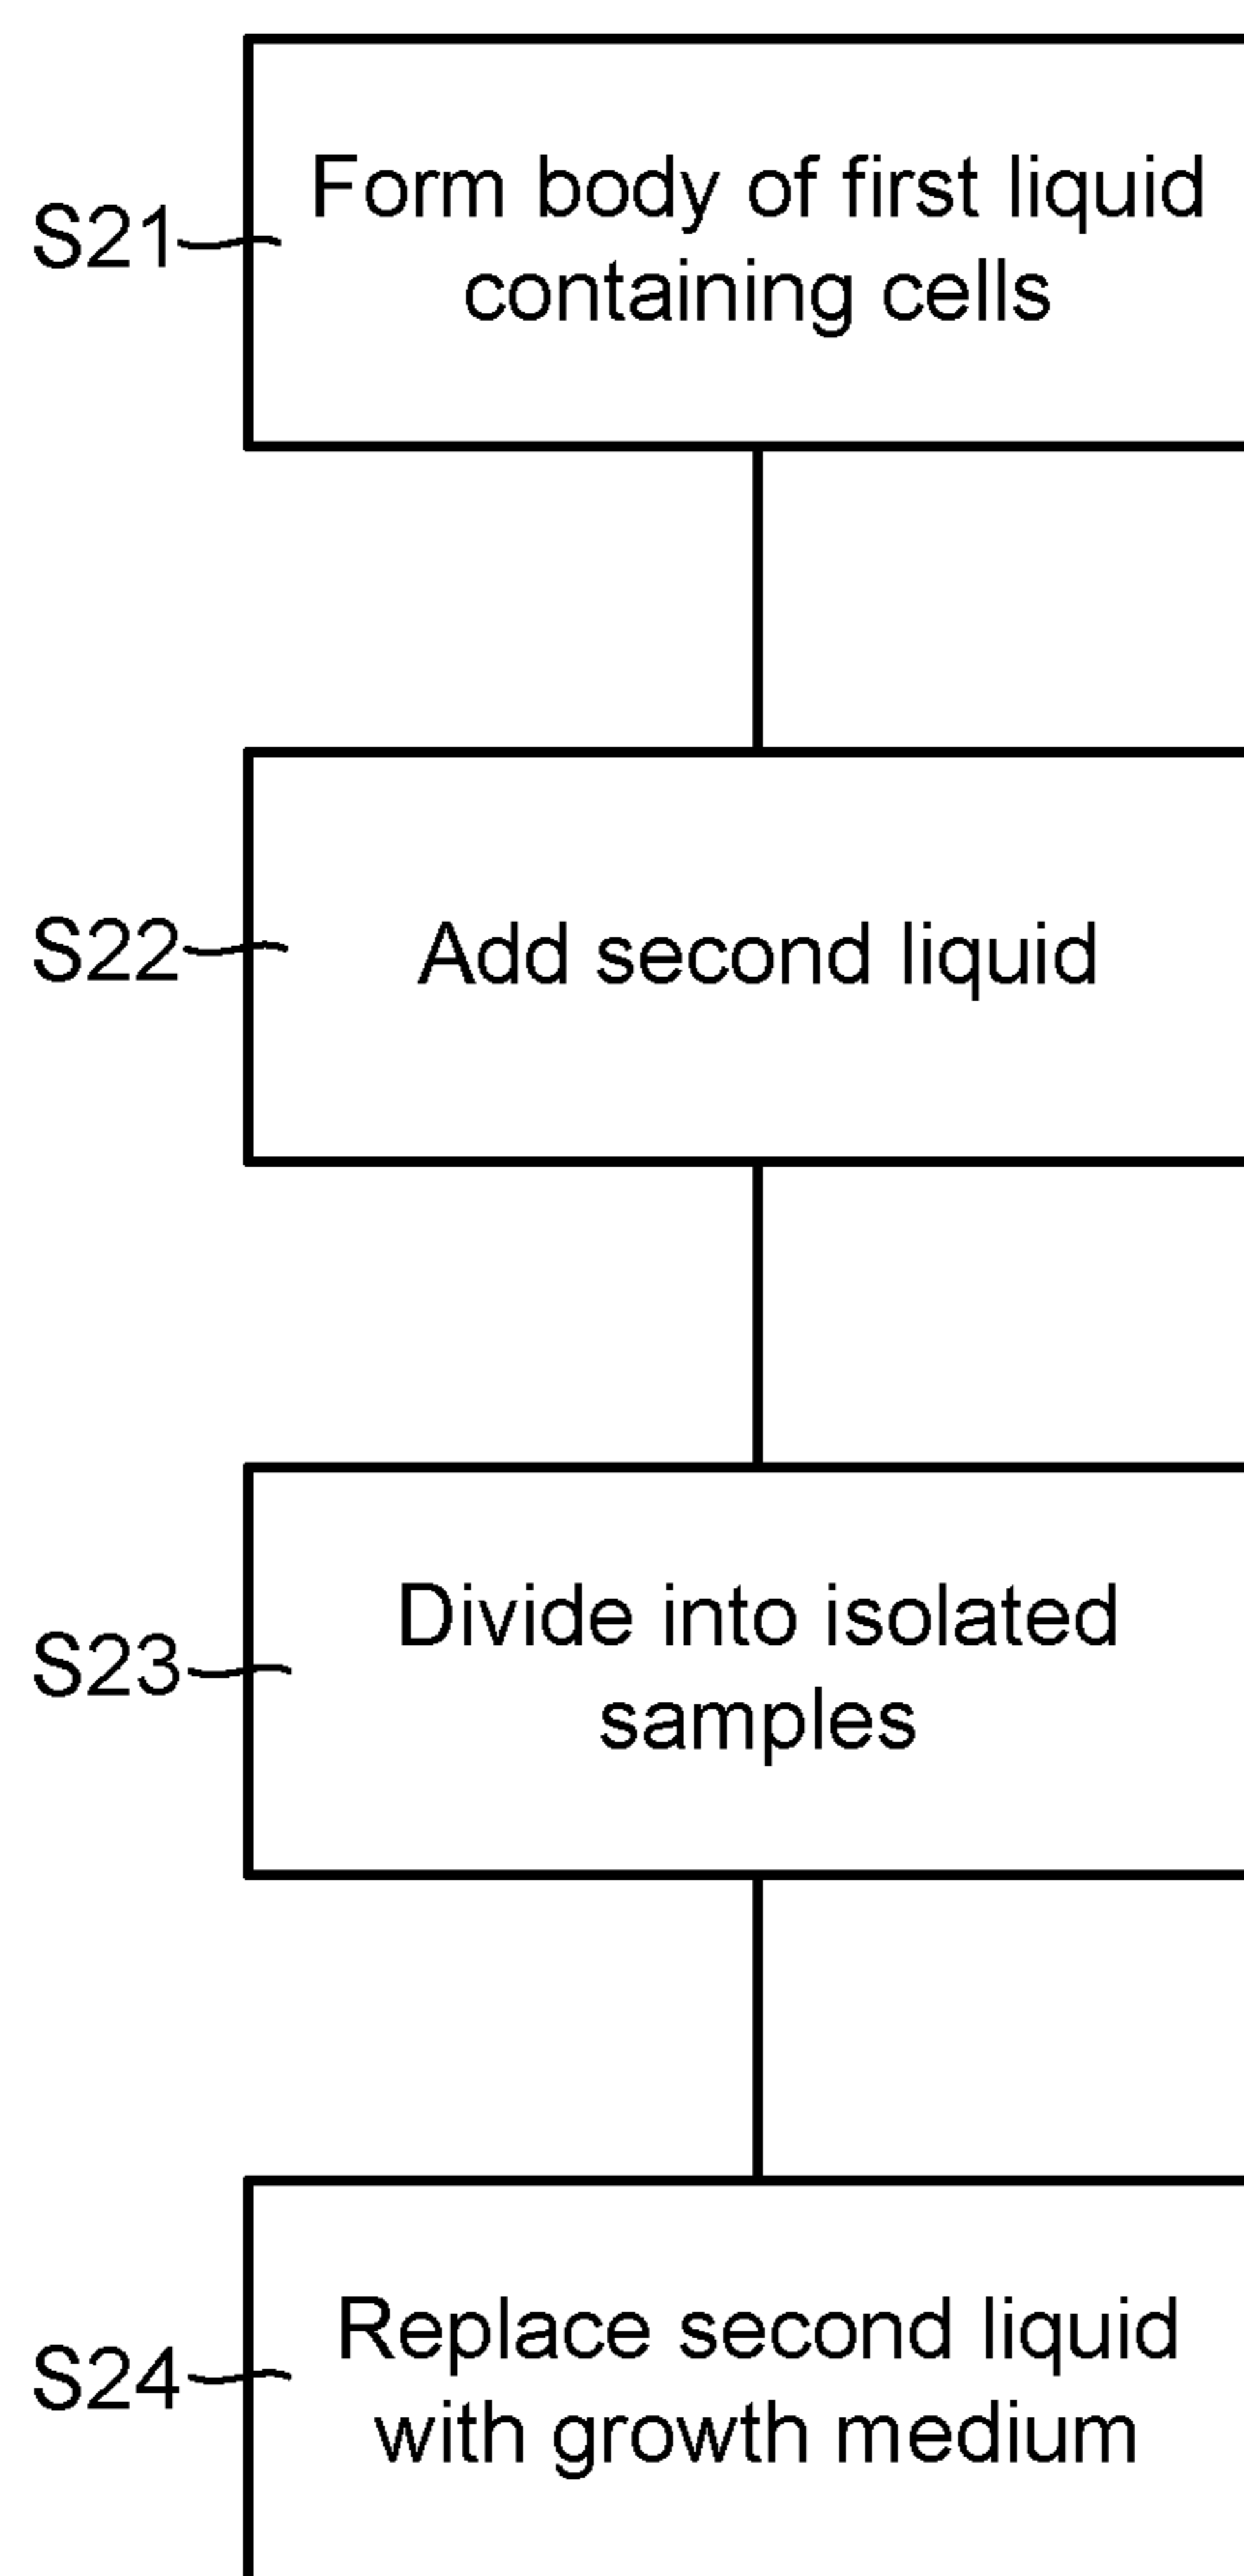 Form body of first liquid
S21
containing cells
S22
Add second liquid
Divide into isolated
S23
samples
Replace second liquid
S24
with growth medium